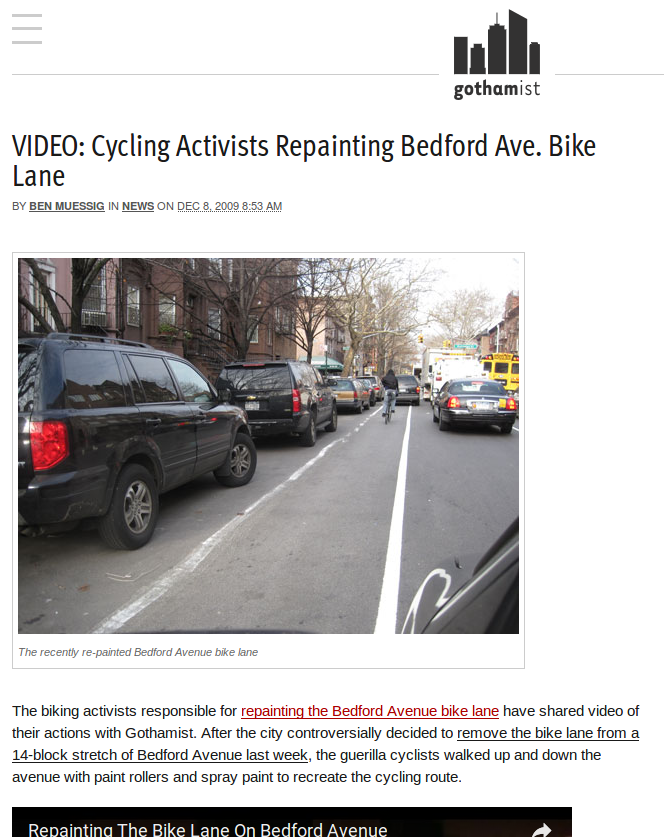 gothamist
VIDEO: Cycling Activists Repainting Bedford Ave. Bike
Lane
BY BEN MUESSIG IN NEWS ON DEC 8, 2009 8:53 AM
The recently re-painted Bedford Avenue bike lane
The biking activists responsible for repainting the Bedford Avenue bike lane have shared video of
their actions with Gothamist. After the city controversially decided to remove the bike lane from a
14-block stretch of Bedford Avenue last week, the guerilla cyclists walked up and down the
avenue with paint rollers and spray paint to recreate the cycling route.
Repainting The Bike Lane On Bedford Avenue